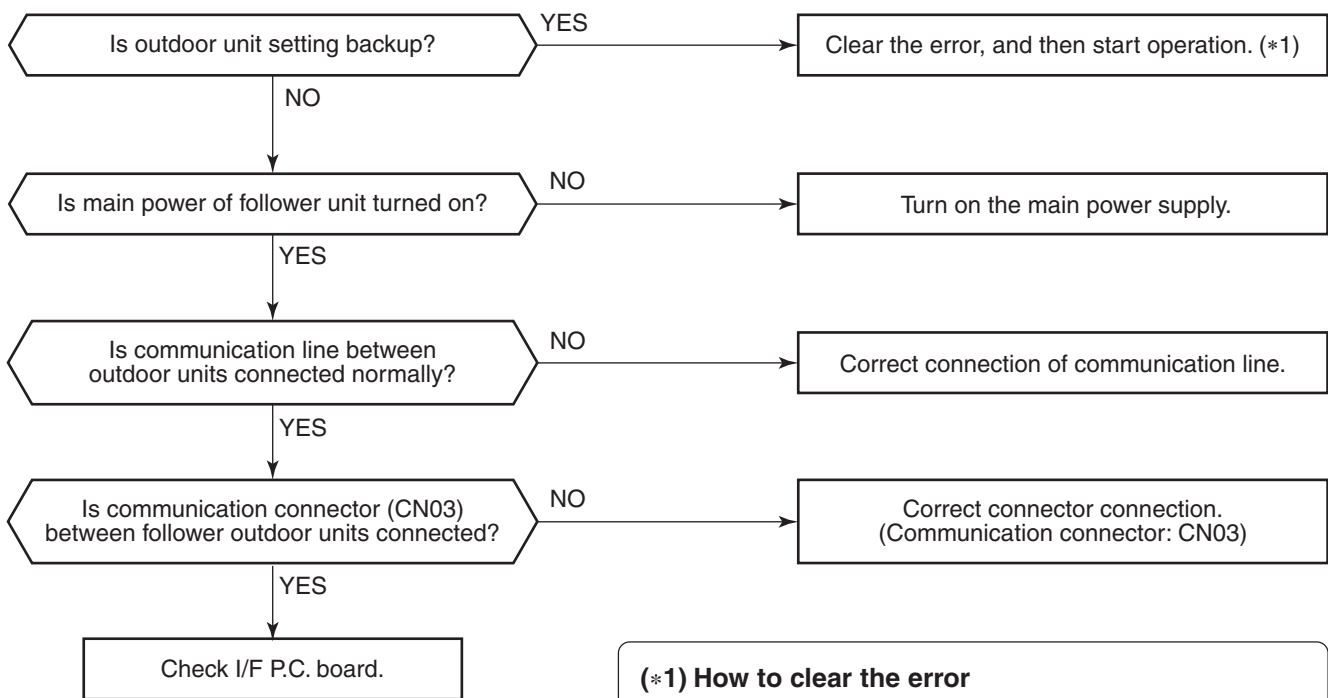 Is outdoor unit setting backup?
YES
Clear the error, and then start operation. (*1)
NO
Is main power of follower unit turned on?
NO
Turn on the main power supply.
YES
Is communication line between
outdoor units connected normally?
NO
Correct connection of communication line.
YES
Is communication connector (CN03)
between follower outdoor units connected?
NO
Correct connector connection.
(Communication connector: CN03)
YES
Check I/F P.C. board.
(*1) How to clear the error